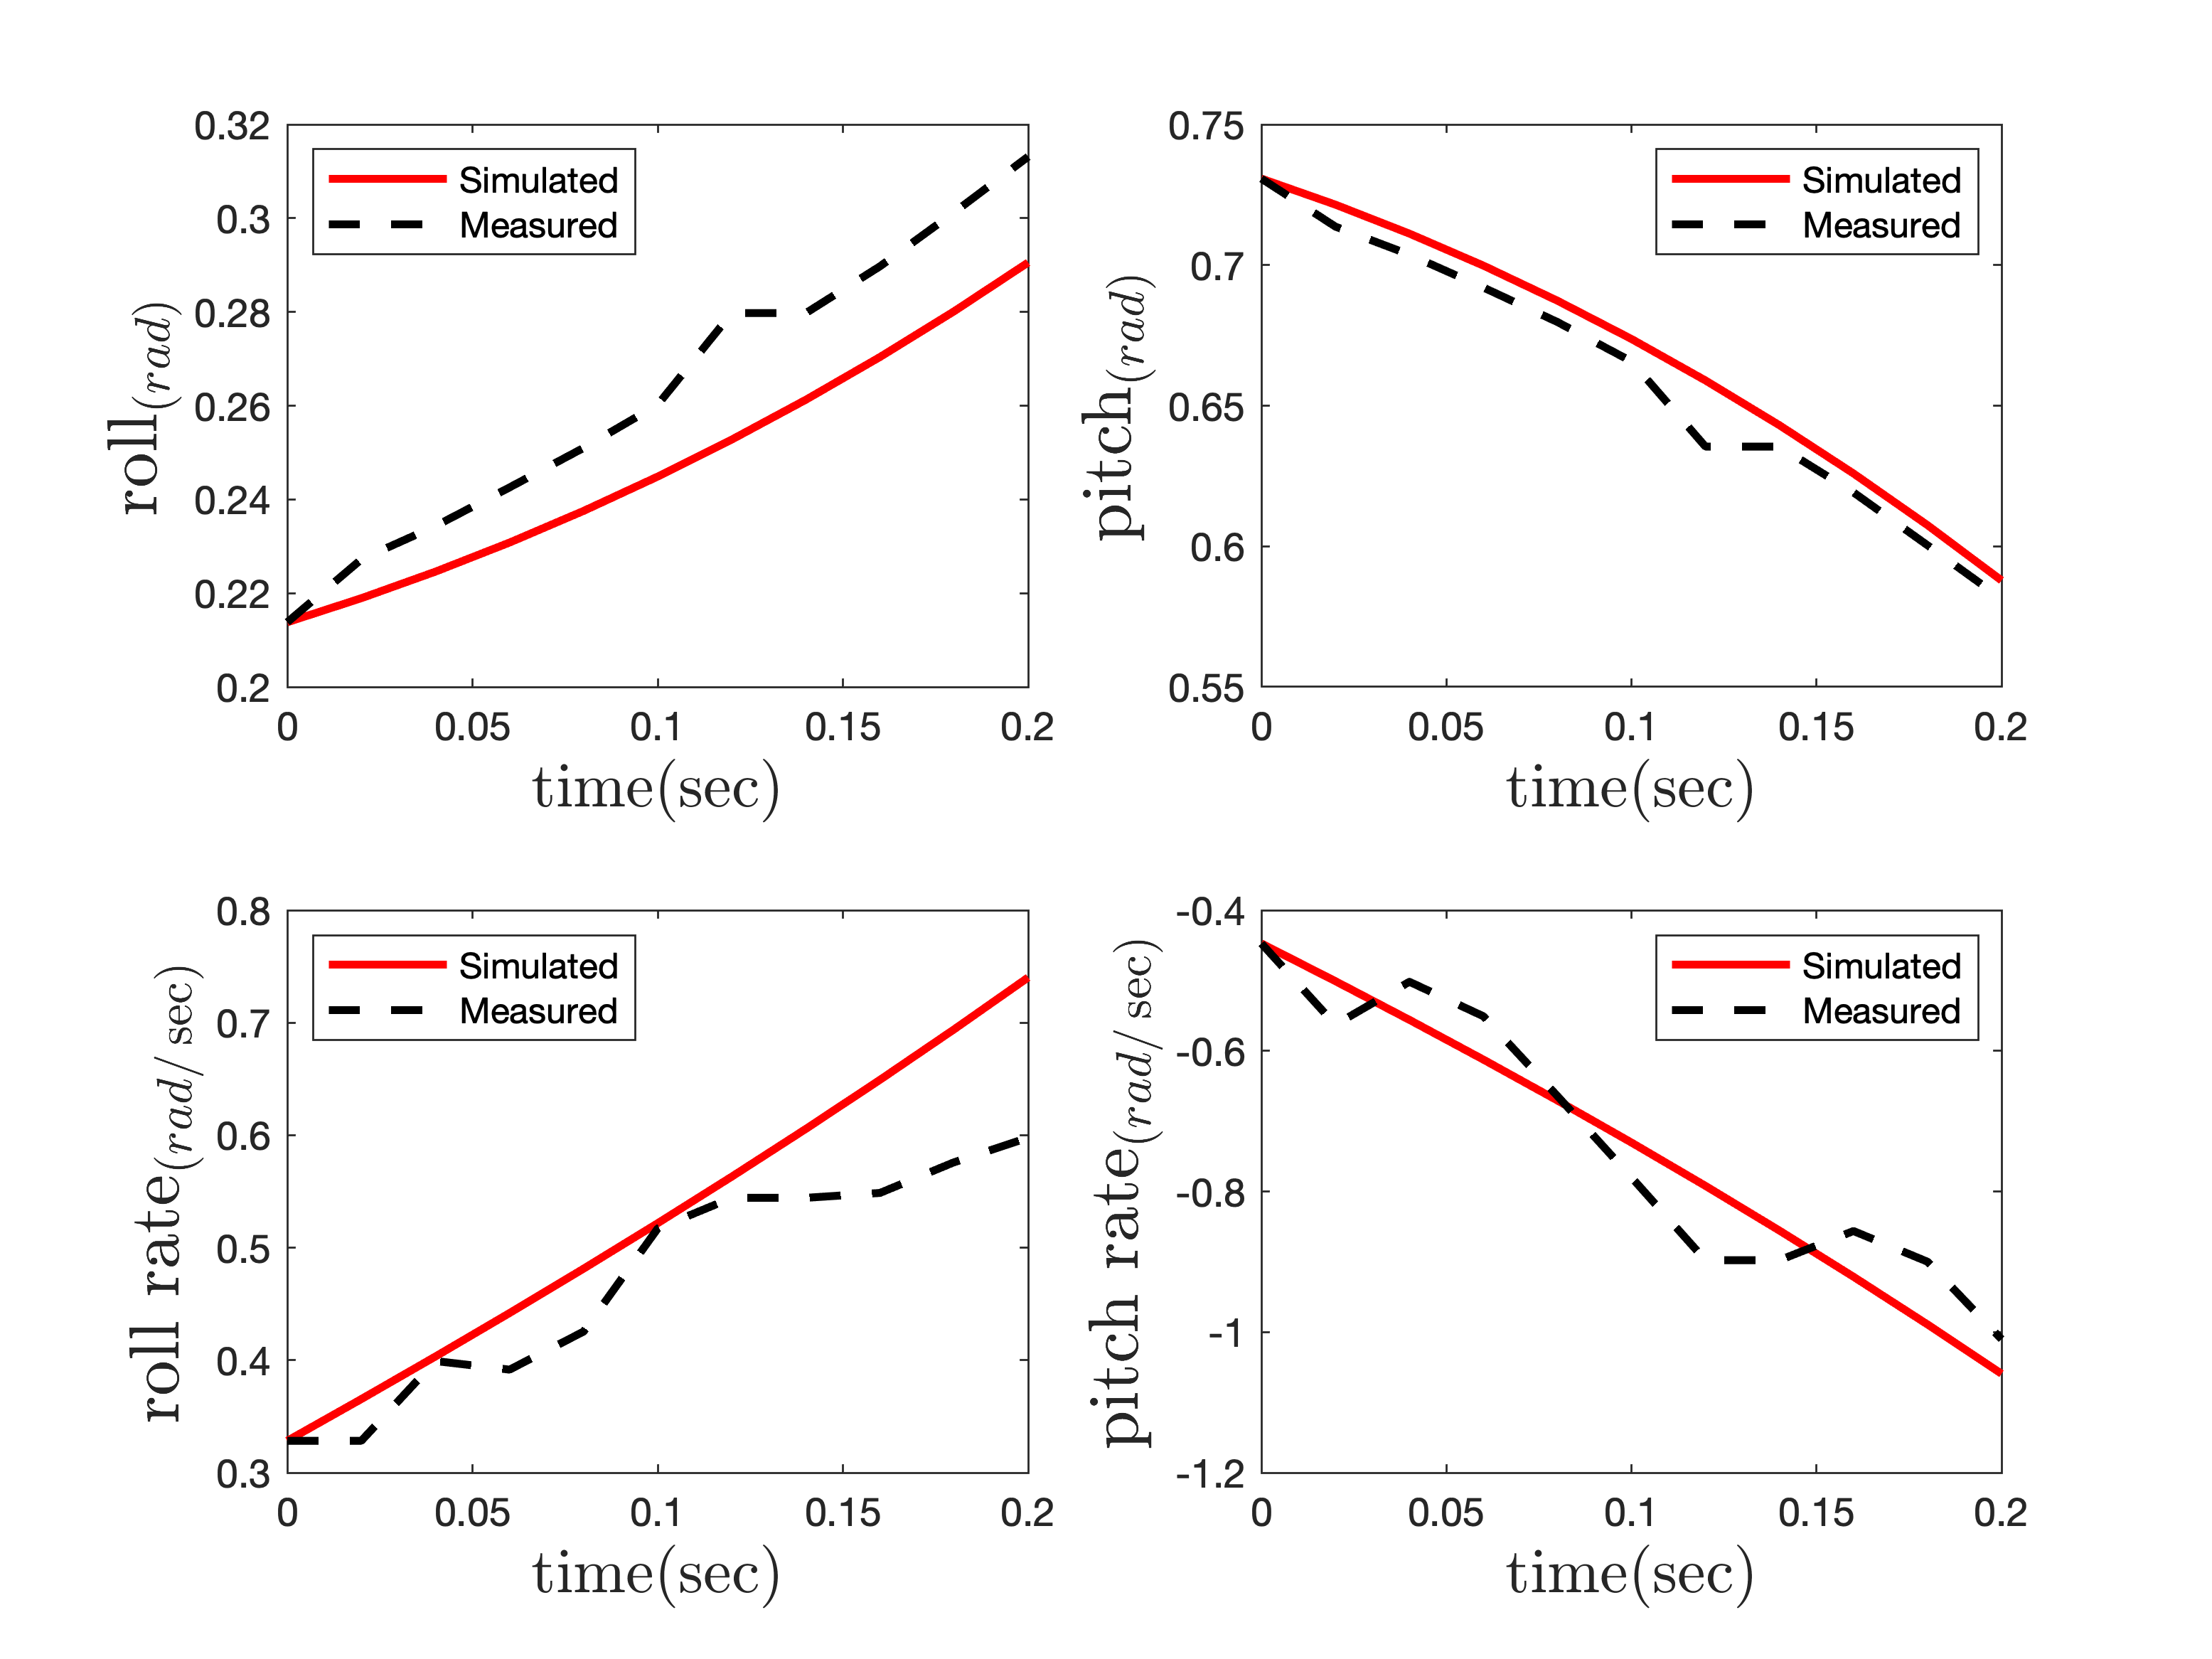 0.32
0.3
0.28
0.26
0.24
0.22
0.2
roll(rad)
Simulated
Measured
0 0.05 0.1 0.15 0.2
time(sec)
0.75
0.7
0.65
0.6
0.55
pitch(rad)
Simulated
Measured
0 0.05 0.1 0.15 0.2
time(sec)
0.8
0.7
0.6
0.5
0.4
0.3
roll rate(rad/ sec)
Simulated
Measured
0 0.05 0.1 0.15 0.2
time(sec)
-0.4
-0.6
-0.8
-1
-1.2
pitch rate(rad/ sec)
Simulated
Measured
0 0.05 0.1 0.15 0.2
time(sec)